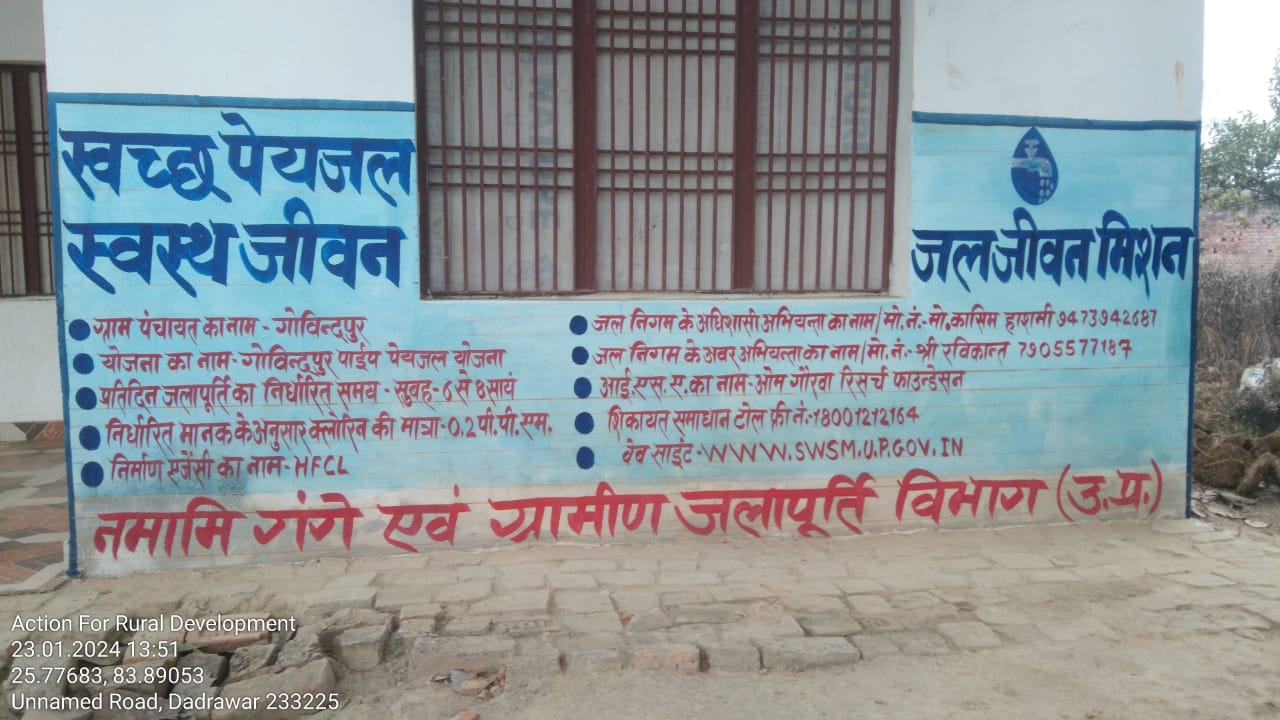 स्वच्छ पेयजल
स्वस्थ जीवन
जल जीवन मिशन
ग्राम पंचायत का नाम - गोविन्दपुर
योजना का नाम - गोविन्दपुर पाईप पेयजल योजना
प्रतिदिन जलापूर्ति का निर्धारित समय - सुबह - 6 से 8 सायं
निर्धारित मानक के अनुसार क्लोरिन की मात्रा - 0.2 पी.पी.एम.
निर्माण एजेंसी का नाम - HFCL
जल निगम के अधिशासी अभियन्ता का नाम / मो.नं.- मो. कासिम हाशमी 9473942687
जल निगम के अवर अभियन्ता का नाम / मो.नं.- श्री रविकान्त 7905577187
आई.एस.ए. का नाम - ओम गौरवा रिसर्च फाउन्डेसन
शिकायत समाधान टोल फ्री नं.- 18001212164
वेब साईट - WWW.SWSM.U.P.GOV.IN
नमामि गंगे एवं ग्रामीण जलापूर्ति विभाग (उ.प्र.)
Action For Rural Development
23.01.2024 13:51
25.77683, 83.89053
Unnamed Road, Dadrawar 233225